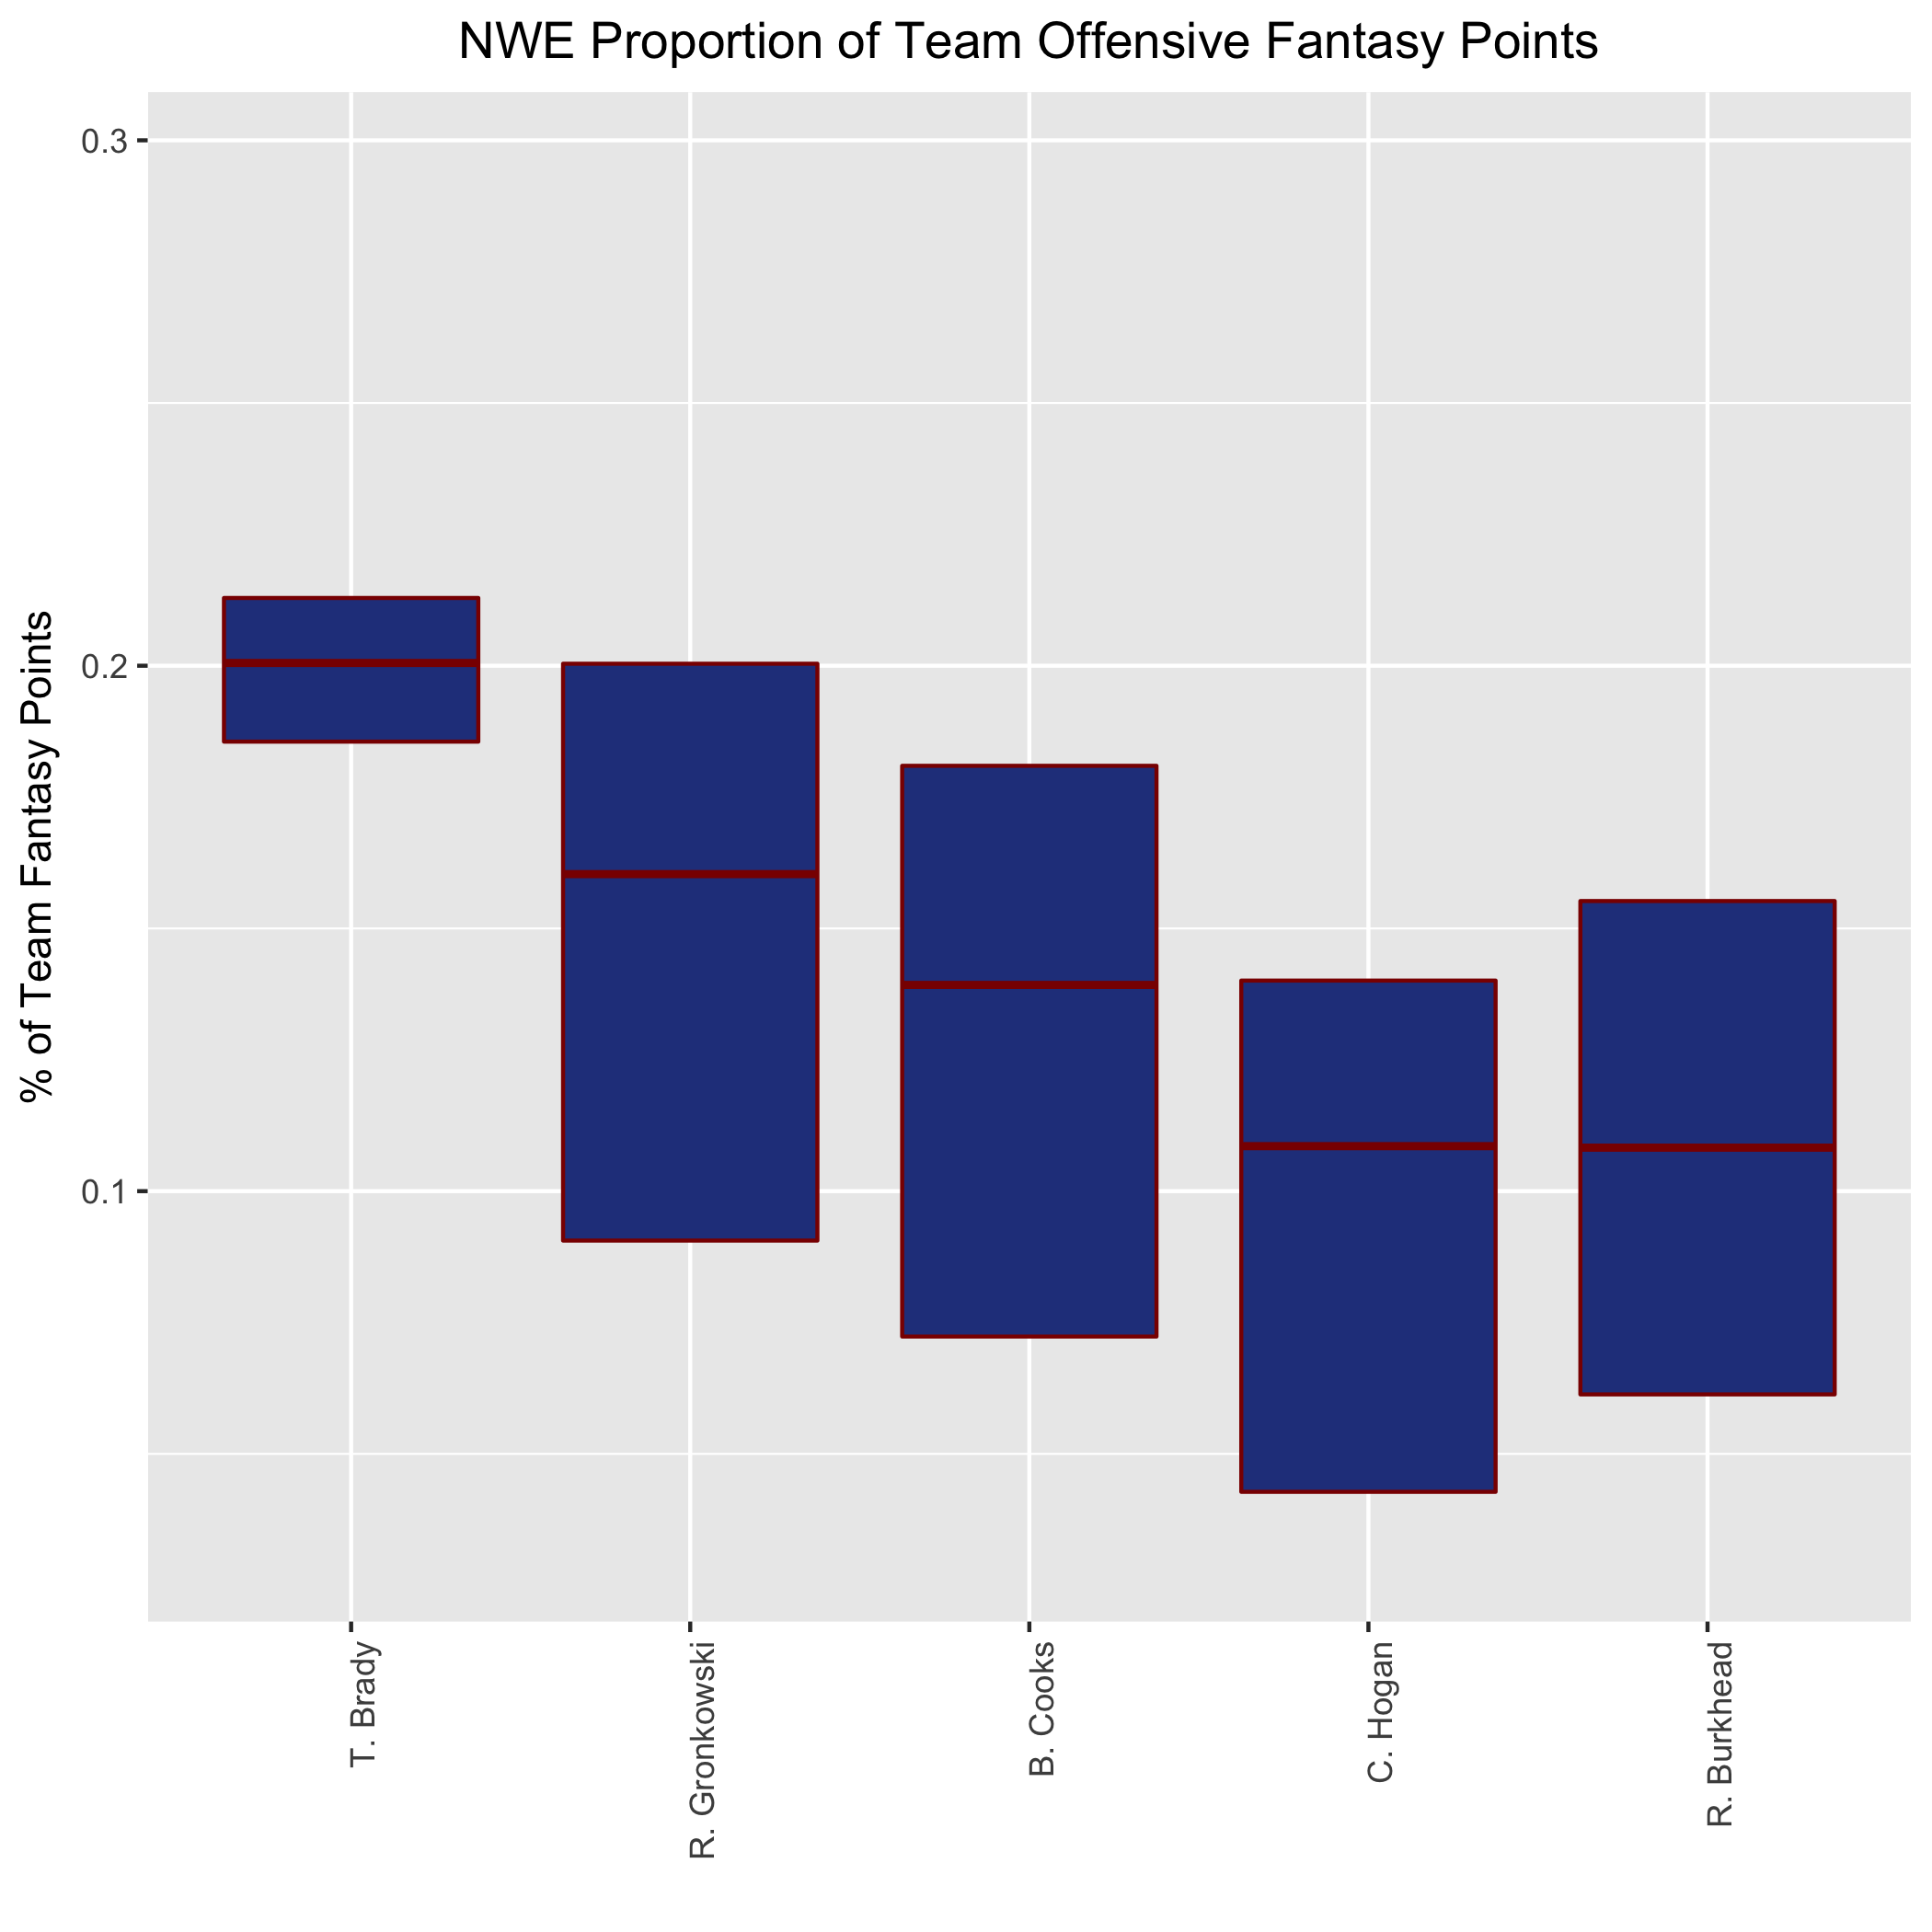 NWE Proportion of Team Offensive Fantasy Points
% of Team Fantasy Points
0.3
0.2
0.1
T. Brady
R. Gronkowski
B. Cooks
C. Hogan
R. Burkhead